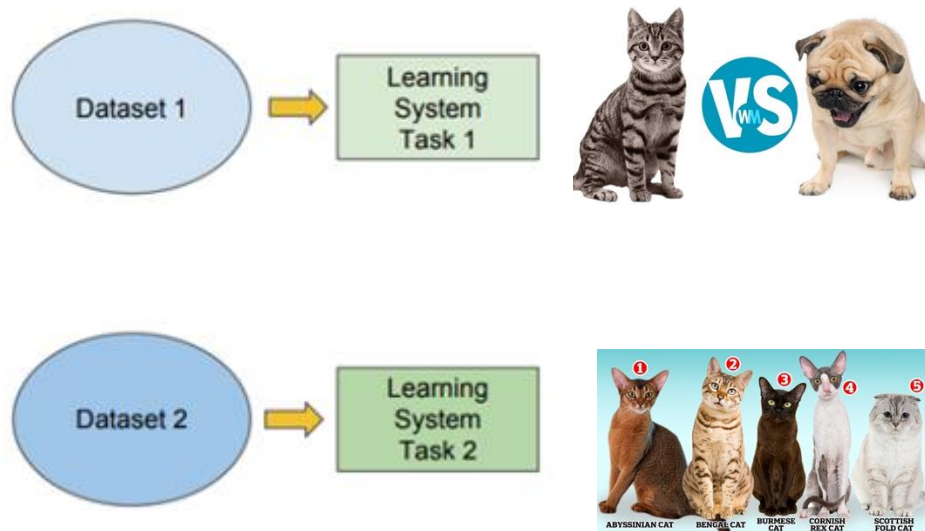 Dataset 1
Learning
System
Task 1
VS
WM
Dataset 2
Learning
System
Task 2
1
2
3
4
5
ABYSSINIAN CAT
BENGAL CAT
BURMESE
CAT
CORNISH
REX CAT
SCOTTISH
FOLD CAT